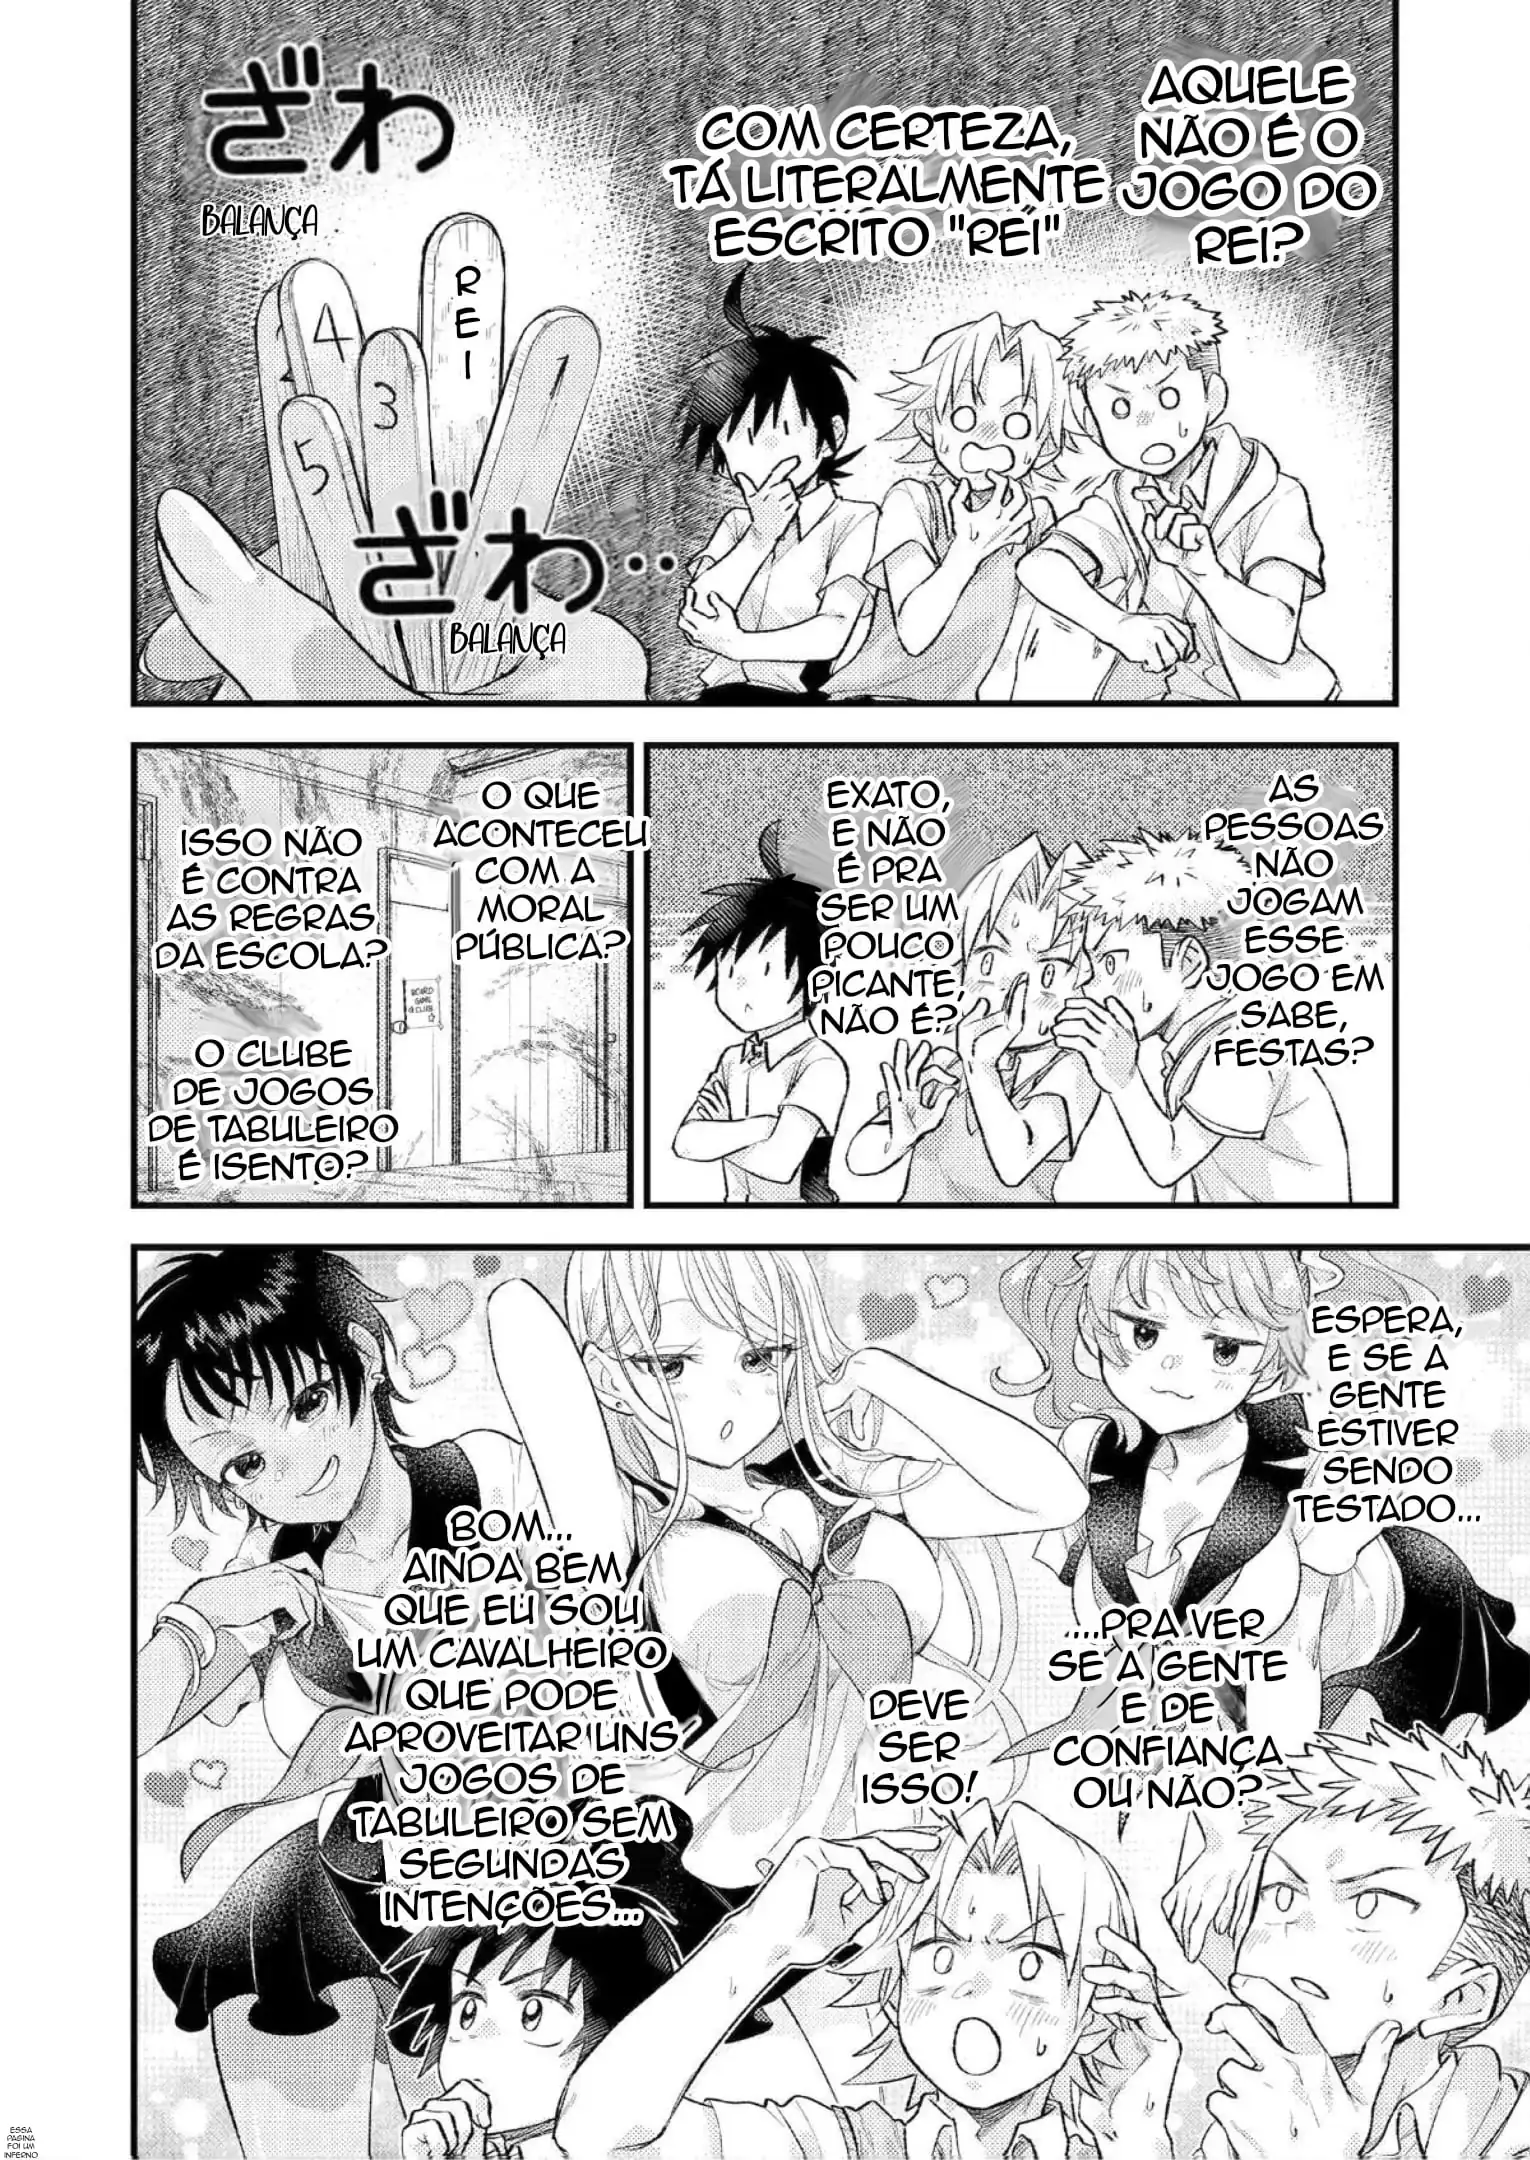 AQUELE
NÃO É O
JOGO DO
REI?
COM CERTEZA,
TÁ LITERALMENTE
ESCRITO "REI"
ざわ
BALANÇA
R
E
I
4
3
1
5
ざわ‥
BALANÇA
AS
PESSOAS
NÃO
JOGAM
ESSE
JOGO EM
SABE,
FESTAS?
EXATO,
E NÃO
É PRA
SER UM
POUCO
PICANTE,
NÃO É?
O QUE
ACONTECEU
COM A
MORAL
PÚBLICA?
ISSO NÃO
É CONTRA
AS REGRAS
DA ESCOLA?
BOARD
GAME
CLUB
O CLUBE
DE JOGOS
DE TABULEIRO
É ISENTO?
ESPERA,
E SE A
GENTE
ESTIVER
SENDO
TESTADO...
....PRA VER
SE A GENTE
E DE
CONFIANÇA
OU NÃO?
DEVE
SER
ISSO!
BOM...
AINDA BEM
QUE EU SOU
UM CAVALHEIRO
QUE PODE
APROVEITAR UNS
JOGOS DE
TABULEIRO SEM
SEGUNDAS
INTENÇÕES...
ESSA
PAGINA
FOI UM
INFERNO